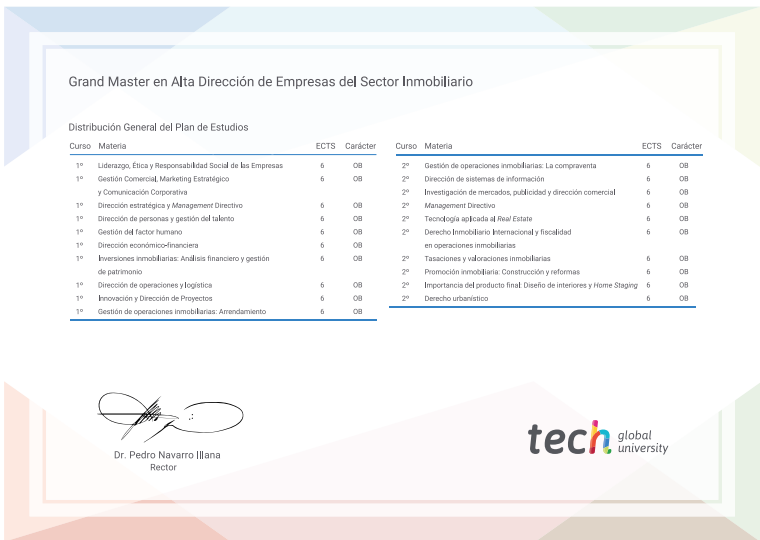 Grand Master en Alta Dirección de Empresas del Sector Inmobiliario
Distribución General del Plan de Estudios
Curso Materia ECTS Carácter
1º Liderazgo, Ética y Responsabilidad Social de las Empresas 6 OB
1º Gestión Comercial, Marketing Estratégico 6 OB
y Comunicación Corporativa
1º Dirección estratégica y Management Directivo 6 OB
1º Dirección de personas y gestión del talento 6 OB
1º Gestión del factor humano 6 OB
1º Dirección económico-financiera 6 OB
1º Inversiones inmobiliarias: Análisis financiero y gestión 6 OB
de patrimonio
1º Dirección de operaciones y logística 6 OB
1º Innovación y Dirección de Proyectos 6 OB
1º Gestión de operaciones inmobiliarias: Arrendamiento 6 OB
Curso Materia ECTS Carácter
2º Gestión de operaciones inmobiliarias: La compraventa 6 OB
2º Dirección de sistemas de información 6 OB
2º Investigación de mercados, publicidad y dirección comercial 6 OB
2º Management Directivo 6 OB
2º Tecnología aplicada al Real Estate 6 OB
2º Derecho Inmobiliario Internacional y fiscalidad 6 OB
en operaciones inmobiliarias
2º Tasaciones y valoraciones inmobiliarias 6 OB
2º Promoción inmobiliaria: Construcción y reformas 6 OB
2º Importancia del producto final: Diseño de interiores y Home Staging 6 OB
2º Derecho urbanístico 6 OB
Dr. Pedro Navarro Illana
Rector
tech global
university